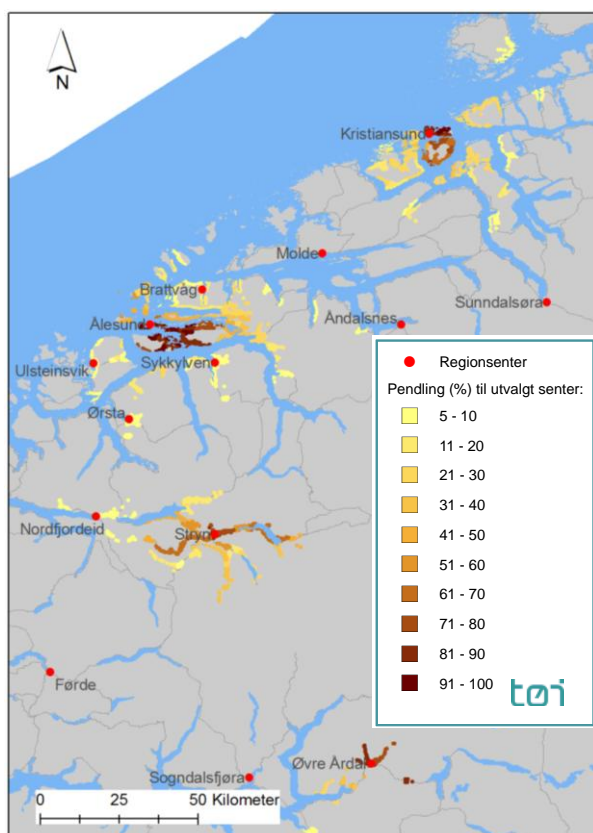 N
Kristiansund
Molde
Brattvåg
Sunndalsøra
Ålesund
Åndalsnes
Ulsteinsvik
Sykkylven
Ørsta
Nordfjordeid
Stryn
Førde
Øvre Årdal
Sogndalsfjøra
0 25 50 Kilometer
Regionsenter
Pendling (%) til utvalgt senter:
5 - 10
11 - 20
21 - 30
31 - 40
41 - 50
51 - 60
61 - 70
71 - 80
81 - 90
91 - 100
tøi